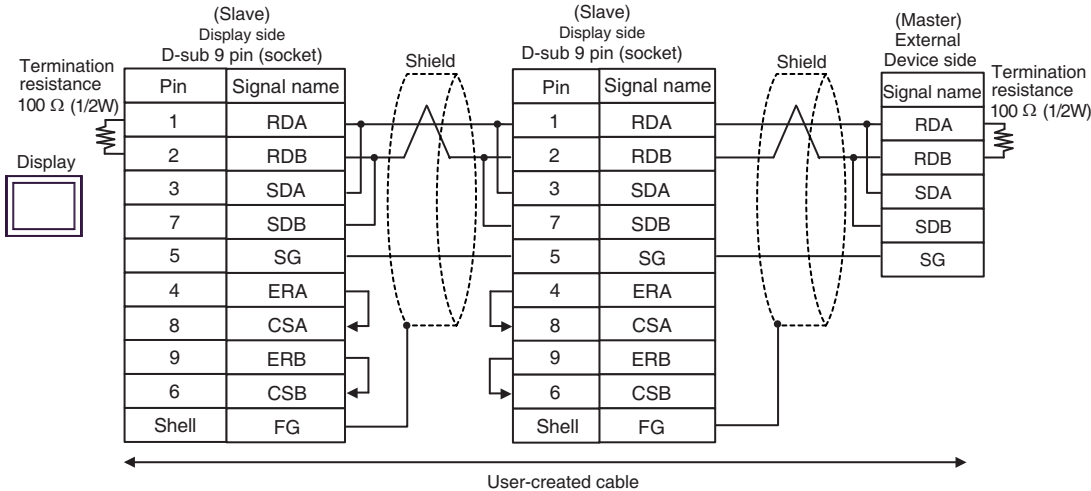 (Slave)
Display side
D-sub 9 pin (socket)
(Slave)
Display side
D-sub 9 pin (socket)
(Master)
External
Device side
Termination
resistance
100 Ω (1/2W)
Shield
Shield
Termination
resistance
100 Ω (1/2W)
Display
Pin Signal name
1 RDA
2 RDB
3 SDA
7 SDB
5 SG
4 ERA
8 CSA
9 ERB
6 CSB
Shell FG
Pin Signal name
1 RDA
2 RDB
3 SDA
7 SDB
5 SG
4 ERA
8 CSA
9 ERB
6 CSB
Shell FG
Signal name
RDA
RDB
SDA
SDB
SG
User-created cable